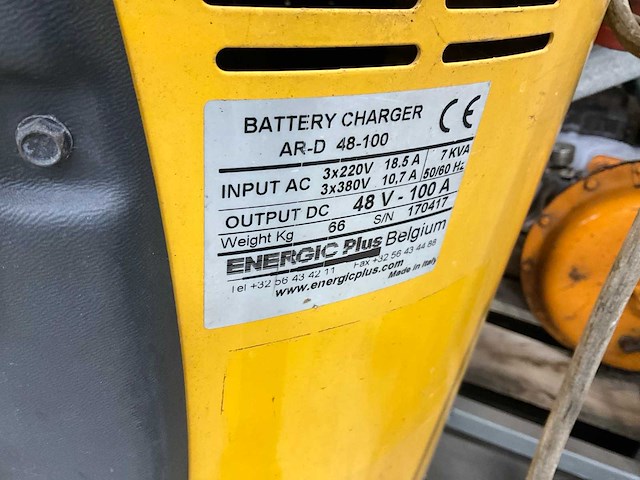 BATTERY CHARGER CE
AR-D 48-100
INPUT AC 3x220V 18.5 A 7 KVA
3x380V 10,7 A 50/60 Hz
OUTPUT DC 48 V - 100 A
Weight Kg 66 S/N 170417
ENERGIC Plus Belgium
Tel +32 56 43 42 11 Fax +32 56 43 44 88
www.energicplus.com Made in Italy